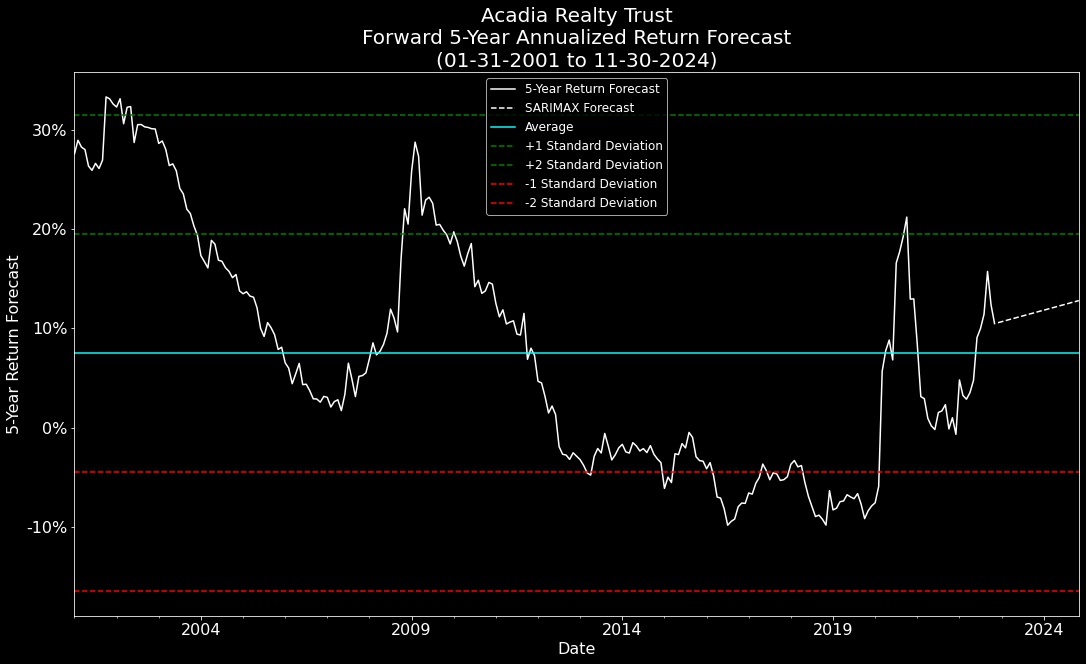 Acadia Realty Trust
Forward 5-Year Annualized Return Forecast
(01-31-2001 to 11-30-2024)
5-Year Return Forecast
SARIMAX Forecast
Average
+1 Standard Deviation
+2 Standard Deviation
-1 Standard Deviation
-2 Standard Deviation
5-Year Return Forecast
30%
20%
10%
0%
-10%
2004
2009
2014
2019
2024
Date